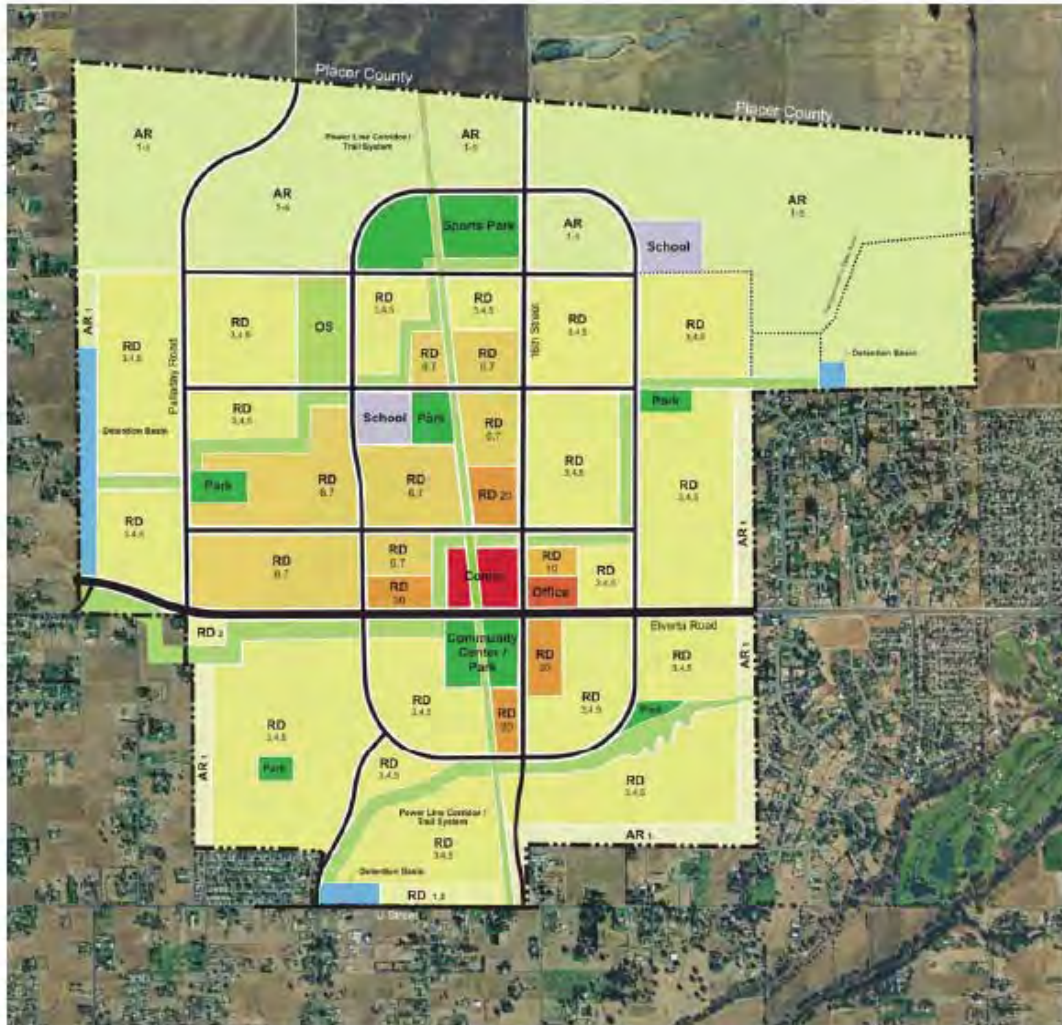 Placer County
Placer County
AR
1-5
Power Line Corridor /
Trail System
AR
1-5
AR
1-5
AR
1-5
Sports Park
AR
1-5
School
AR 1
RD
3,4,5
Palladay Road
RD
3,4,5
OS
RD
3,4,5
RD
3,4,5
16th Street
RD
3,4,5
RD
3,4,5
RD
6,7
RD
6,7
Detention Basin
RD
3,4,5
Detention Basin
School
Park
RD
6,7
Park
RD
3,4,5
RD
3,4,5
Park
RD
6,7
RD
6,7
RD 20
RD
3,4,5
AR 1
RD
6,7
RD
6,7
RD
Center
RD
10
Office
RD
3,4,5
Elverta Road
RD 2
Community
Center /
Park
RD
20
RD
3,4,5
AR 1
RD
3,4,5
RD
3,4,5
RD
20
RD
3,4,5
Park
AR 1
Park
RD
3,4,5
RD
3,4,5
Power Line Corridor /
Trail System
RD
3,4,5
AR 1
Detention Basin
RD 1,2
U Street